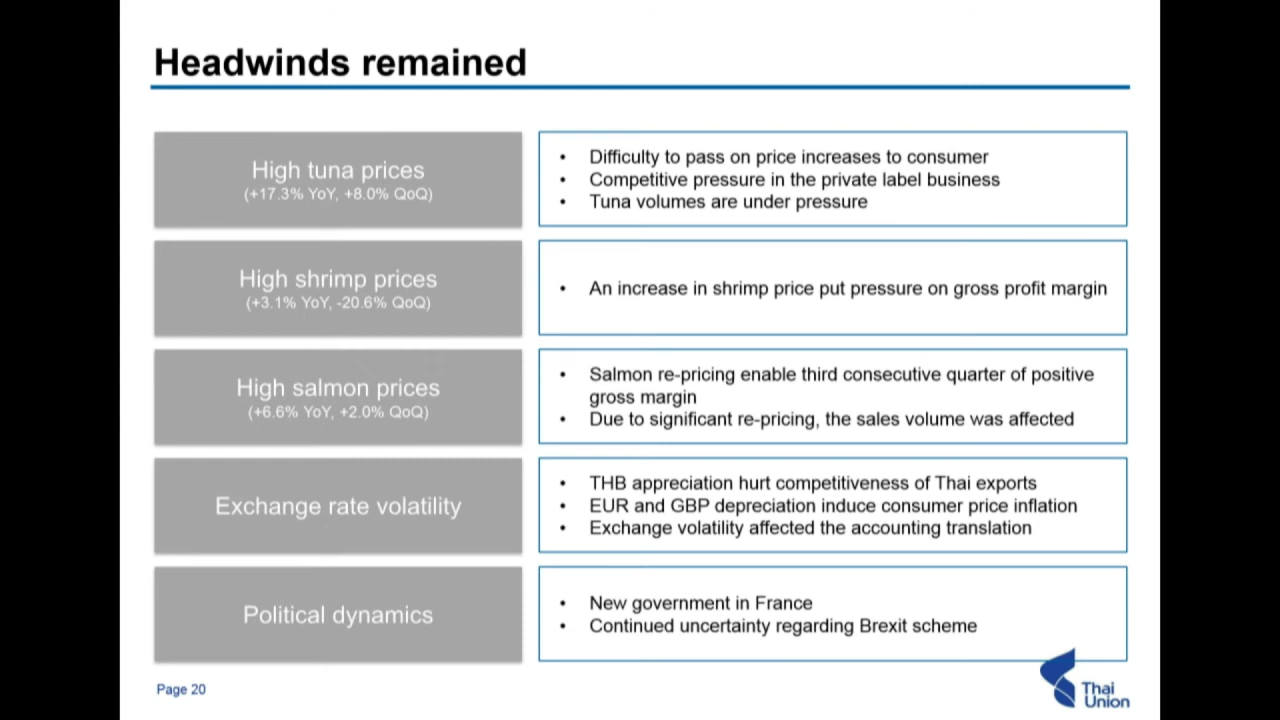 Headwinds remained
High tuna prices
(+17.3% YoY, +8.0% QoQ)
• Difficulty to pass on price increases to consumer
• Competitive pressure in the private label business
• Tuna volumes are under pressure
High shrimp prices
(+3.1% YoY, -20.6% QoQ)
• An increase in shrimp price put pressure on gross profit margin
High salmon prices
(+6.6% YoY, +2.0% QoQ)
• Salmon re-pricing enable third consecutive quarter of positive
gross margin
• Due to significant re-pricing, the sales volume was affected
Exchange rate volatility
• THB appreciation hurt competitiveness of Thai exports
• EUR and GBP depreciation induce consumer price inflation
• Exchange volatility affected the accounting translation
Political dynamics
• New government in France
• Continued uncertainty regarding Brexit scheme
Page 20
Thai
Union